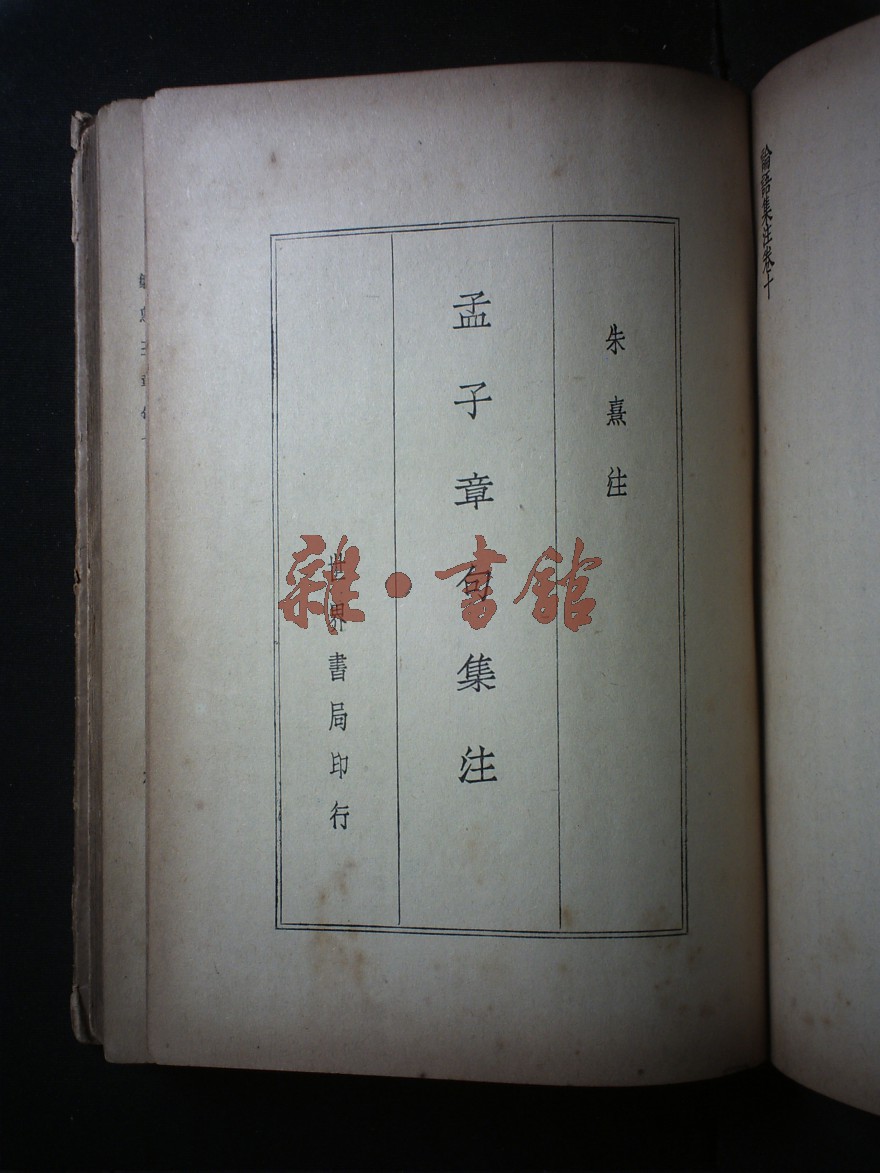 論語集注卷十
朱熹注
孟子章句集注
世界書局印行
雜·書館